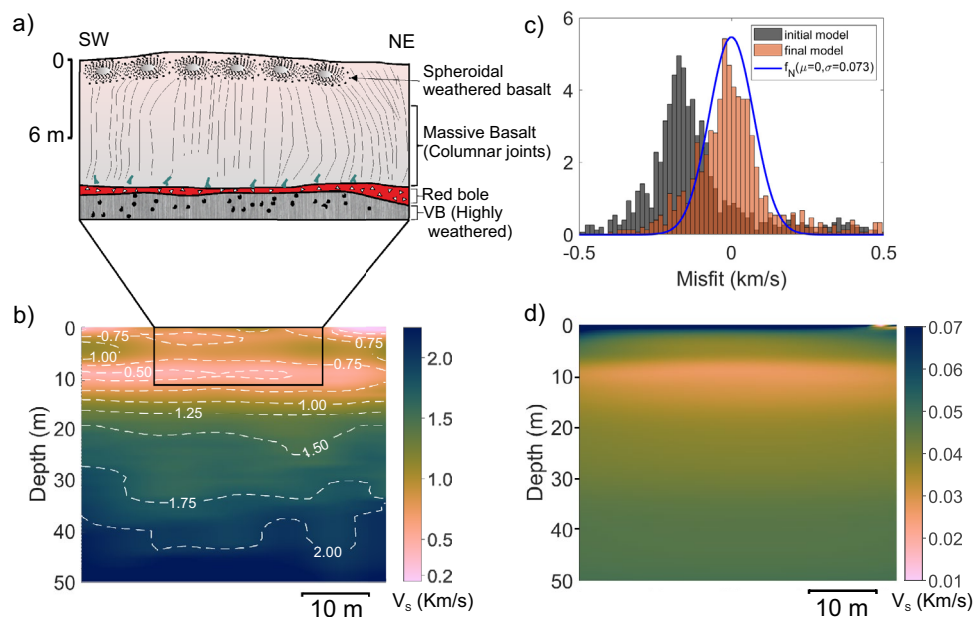 a)
SW
NE
0
6 m
Spheroidal
weathered basalt
Massive Basalt
(Columnar joints)
Red bole
VB (Highly
weathered)
c)
6
4
2
0
initial model
final model
f_N(μ=0,σ=0.073)
-0.5
0
0.5
Misfit (km/s)
b)
0
10
20
30
40
50
Depth (m)
-0.75
0.75
1.00
0.75
0.50
1.00
1.25
1.50
1.75
2.00
2.0
1.5
1.0
0.5
0.2
10 m
V_s (Km/s)
d)
0
10
20
30
40
50
Depth (m)
0.07
0.06
0.05
0.04
0.03
0.02
0.01
10 m
V_s (Km/s)